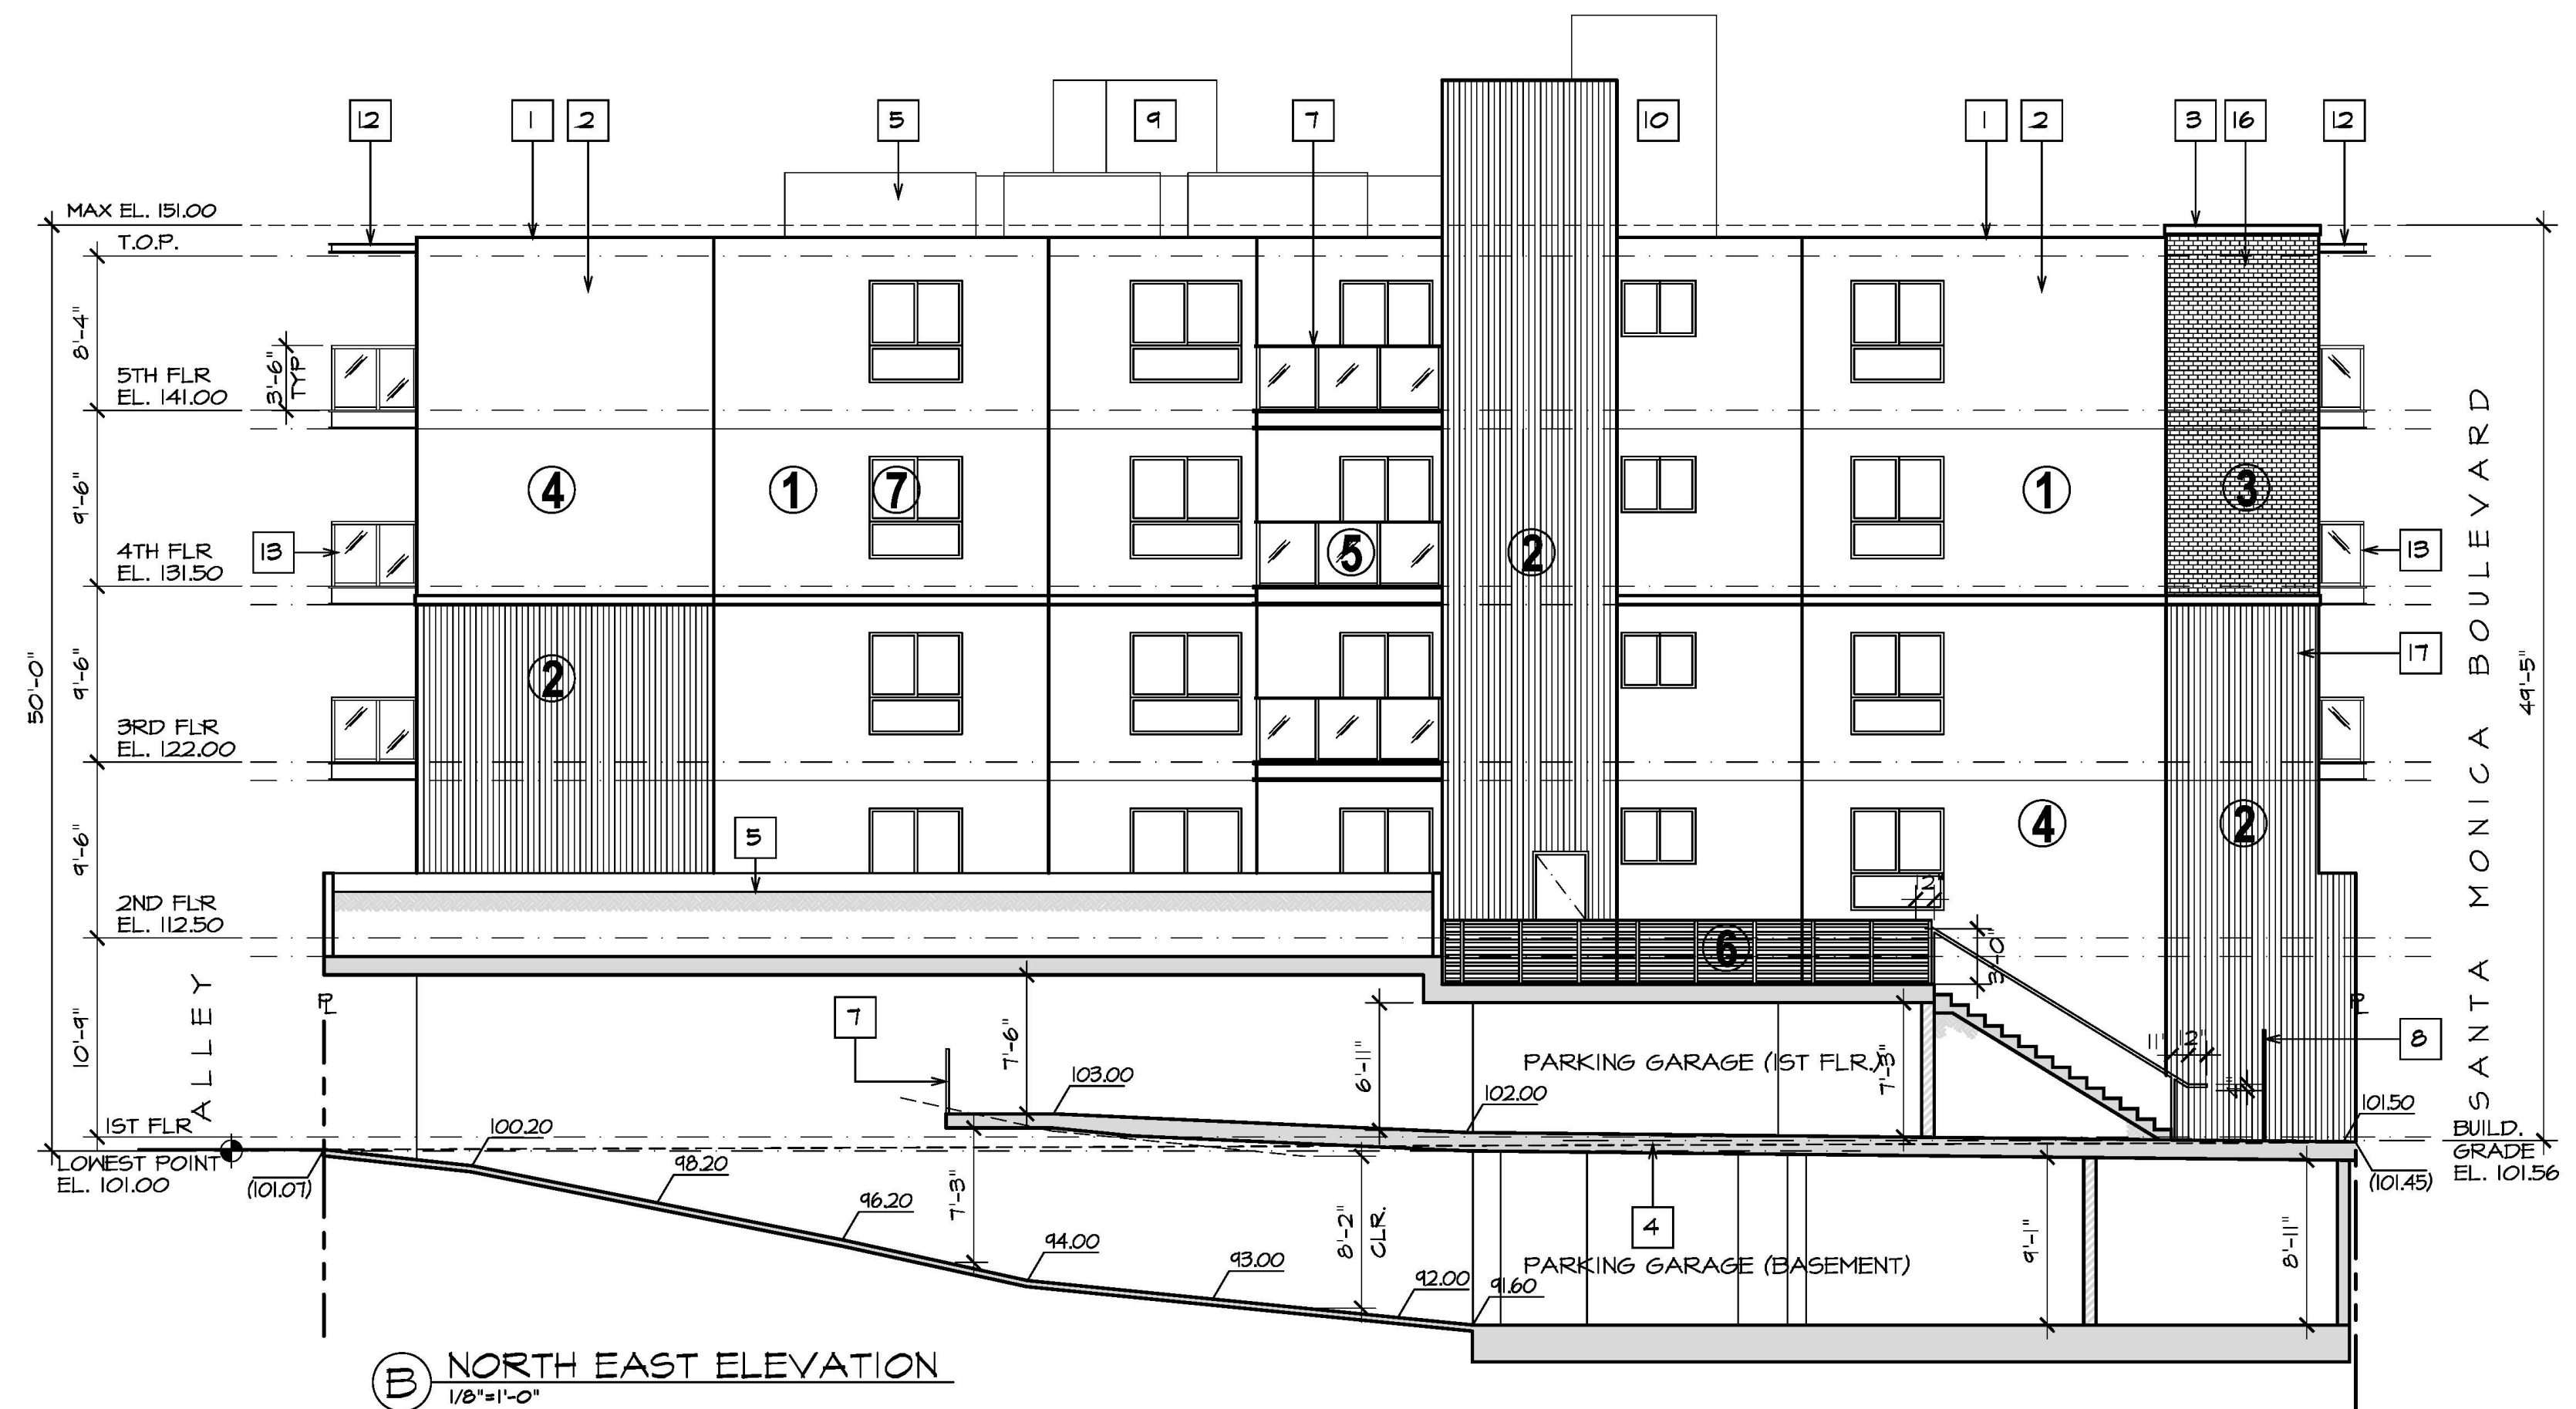 12
1
2
5
9
7
10
1
2
3
16
12
MAX EL. 151.00
T.O.P.
8'-4"
3'-6"
TYP
5TH FLR
EL. 141.00
9'-6"
4TH FLR
EL. 131.50
13
4
1
7
5
2
1
3
13
50'-0"
9'-6"
3RD FLR
EL. 122.00
2
17
49'-5"
9'-6"
5
4
2
2ND FLR
EL. 112.50
12"
6
3'-0"
10'-9"
ALLEY
PL
7
7'-6"
6'-11"
PARKING GARAGE (1ST FLR.)
7'-3"
11"
12"
4"
8
PL
SANTA MONICA BOULEVARD
103.00
102.00
101.50
1ST FLR
100.20
LOWEST POINT
EL. 101.00
(101.07)
98.20
96.20
7'-3"
94.00
93.00
8'-2"
CLR.
92.00
91.60
4
PARKING GARAGE (BASEMENT)
9'-11"
8'-11"
(101.45)
BUILD.
GRADE
EL. 101.56
B
NORTH EAST ELEVATION
1/8"=1'-0"